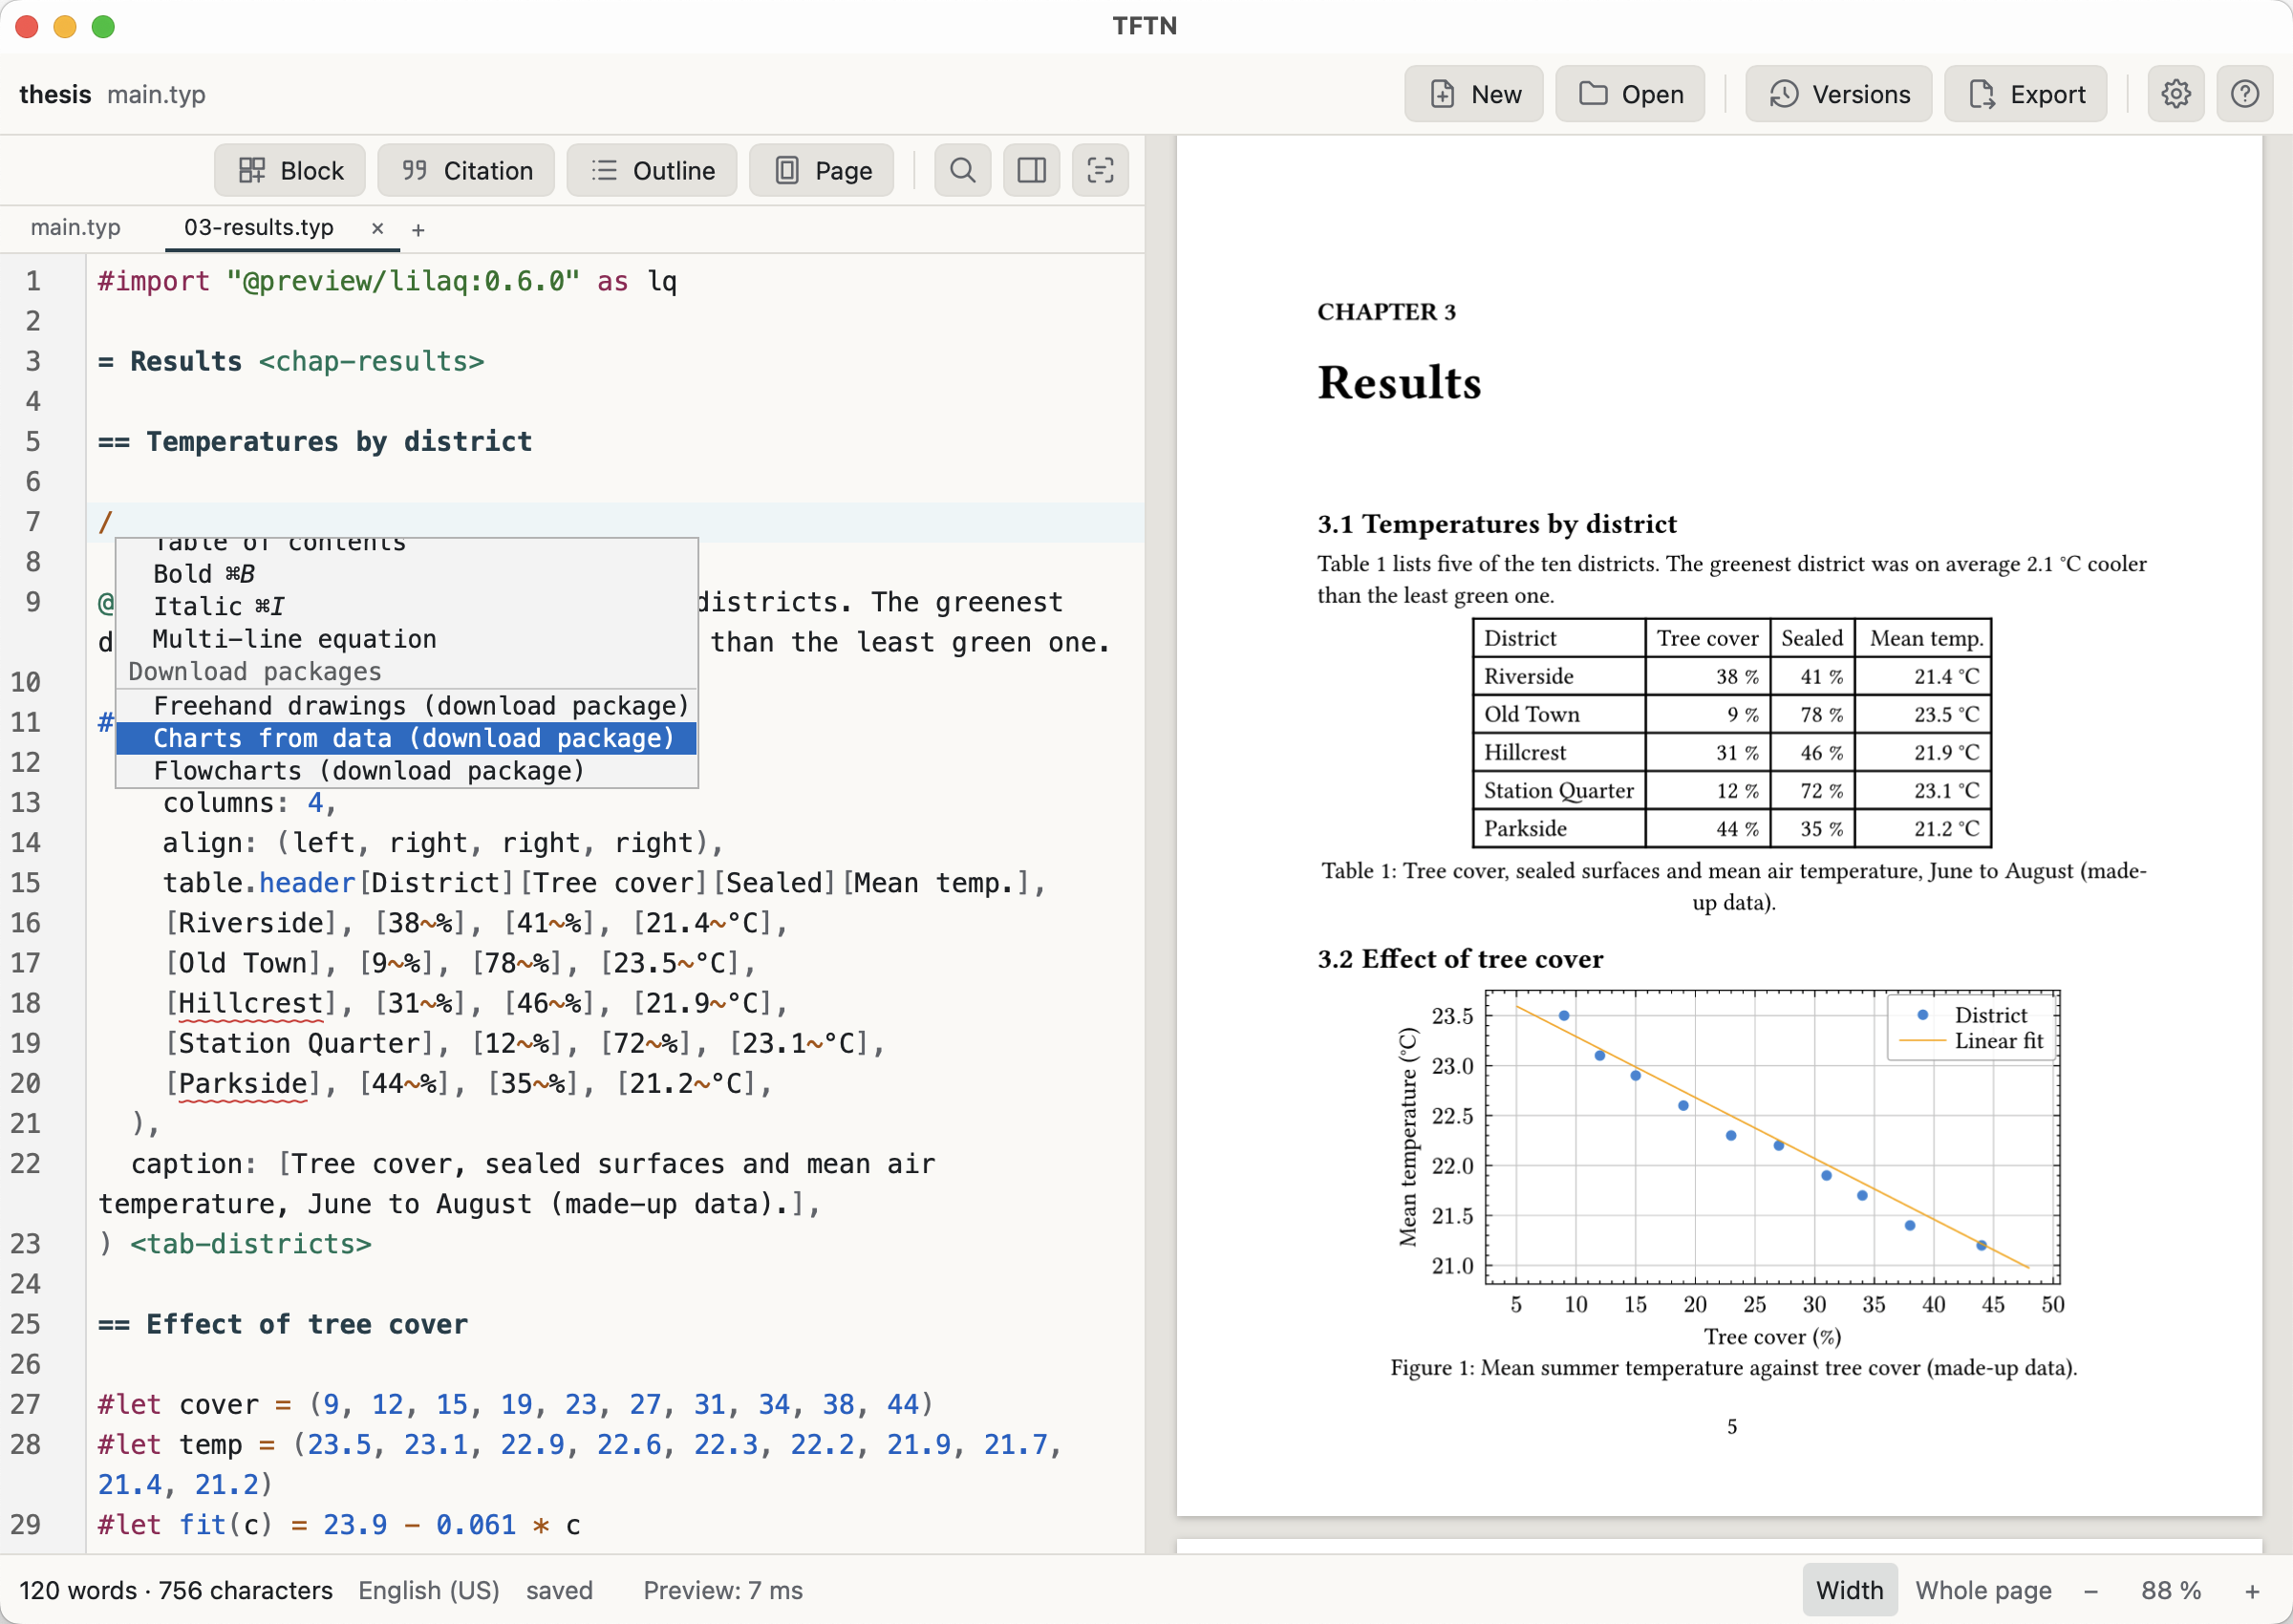 TFTN
thesis main.typ
New
Open
Versions
Export
Block
Citation
Outline
Page
main.typ
03-results.typ × +
1 #import "@preview/lilaq:0.6.0" as lq
2
3 = Results <chap-results>
4
5 == Temperatures by district
6
7 /
8
9 @
districts. The greenest
d
than the least green one.
10
11 #
12
Table of contents
Bold ⌘B
Italic ⌘I
Multi-line equation
Download packages
Freehand drawings (download package)
Charts from data (download package)
Flowcharts (download package)
13 columns: 4,
14 align: (left, right, right, right),
15 table.header[District][Tree cover][Sealed][Mean temp.],
16 [Riverside], [38~%], [41~%], [21.4~°C],
17 [Old Town], [9~%], [78~%], [23.5~°C],
18 [Hillcrest], [31~%], [46~%], [21.9~°C],
19 [Station Quarter], [12~%], [72~%], [23.1~°C],
20 [Parkside], [44~%], [35~%], [21.2~°C],
21 ),
22 caption: [Tree cover, sealed surfaces and mean air
temperature, June to August (made-up data).],
23 ) <tab-districts>
24
25 == Effect of tree cover
26
27 #let cover = (9, 12, 15, 19, 23, 27, 31, 34, 38, 44)
28 #let temp = (23.5, 23.1, 22.9, 22.6, 22.3, 22.2, 21.9, 21.7,
21.4, 21.2)
29 #let fit(c) = 23.9 - 0.061 * c
CHAPTER 3
Results
3.1 Temperatures by district
Table 1 lists five of the ten districts. The greenest district was on average 2.1 °C cooler
than the least green one.
District Tree cover Sealed Mean temp.
Riverside 38 % 41 % 21.4 °C
Old Town 9 % 78 % 23.5 °C
Hillcrest 31 % 46 % 21.9 °C
Station Quarter 12 % 72 % 23.1 °C
Parkside 44 % 35 % 21.2 °C
Table 1: Tree cover, sealed surfaces and mean air temperature, June to August (made-
up data).
3.2 Effect of tree cover
Mean temperature (°C)
23.5
23.0
22.5
22.0
21.5
21.0
District
Linear fit
5 10 15 20 25 30 35 40 45 50
Tree cover (%)
Figure 1: Mean summer temperature against tree cover (made-up data).
5
120 words · 756 characters English (US) saved Preview: 7 ms
Width Whole page − 88 % +